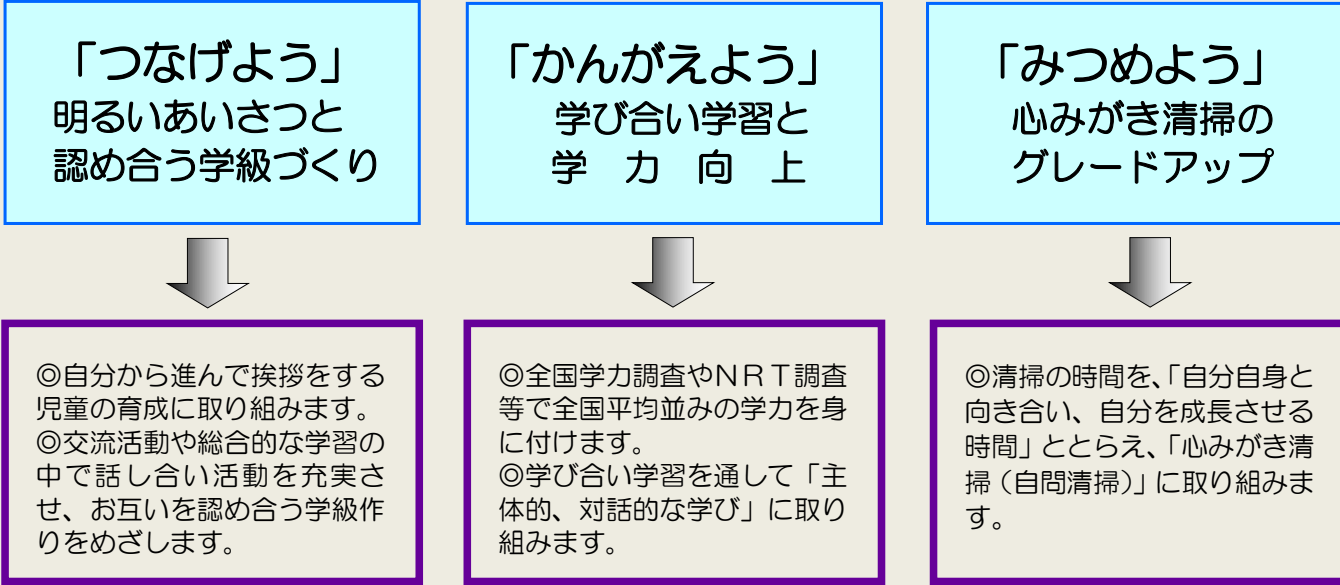 「つなげよう」
明るいあいさつと
認め合う学級づくり
「かんがえよう」
学び合い学習と
学力向上
「みつめよう」
心みがき清掃の
グレードアップ
◎自分から進んで挨拶をする
児童の育成に取り組みます。
◎交流活動や総合的な学習の
中で話し合い活動を充実さ
せ、お互いを認め合う学級作
りをめざします。
◎全国学力調査やNRT調査
等で全国平均並みの学力を身
に付けます。
◎学び合い学習を通して「主
体的、対話的な学び」に取り
組みます。
◎清掃の時間を、「自分自身と
向き合い、自分を成長させる
時間」ととらえ、「心みがき清
掃（自問清掃）」に取り組みま
す。